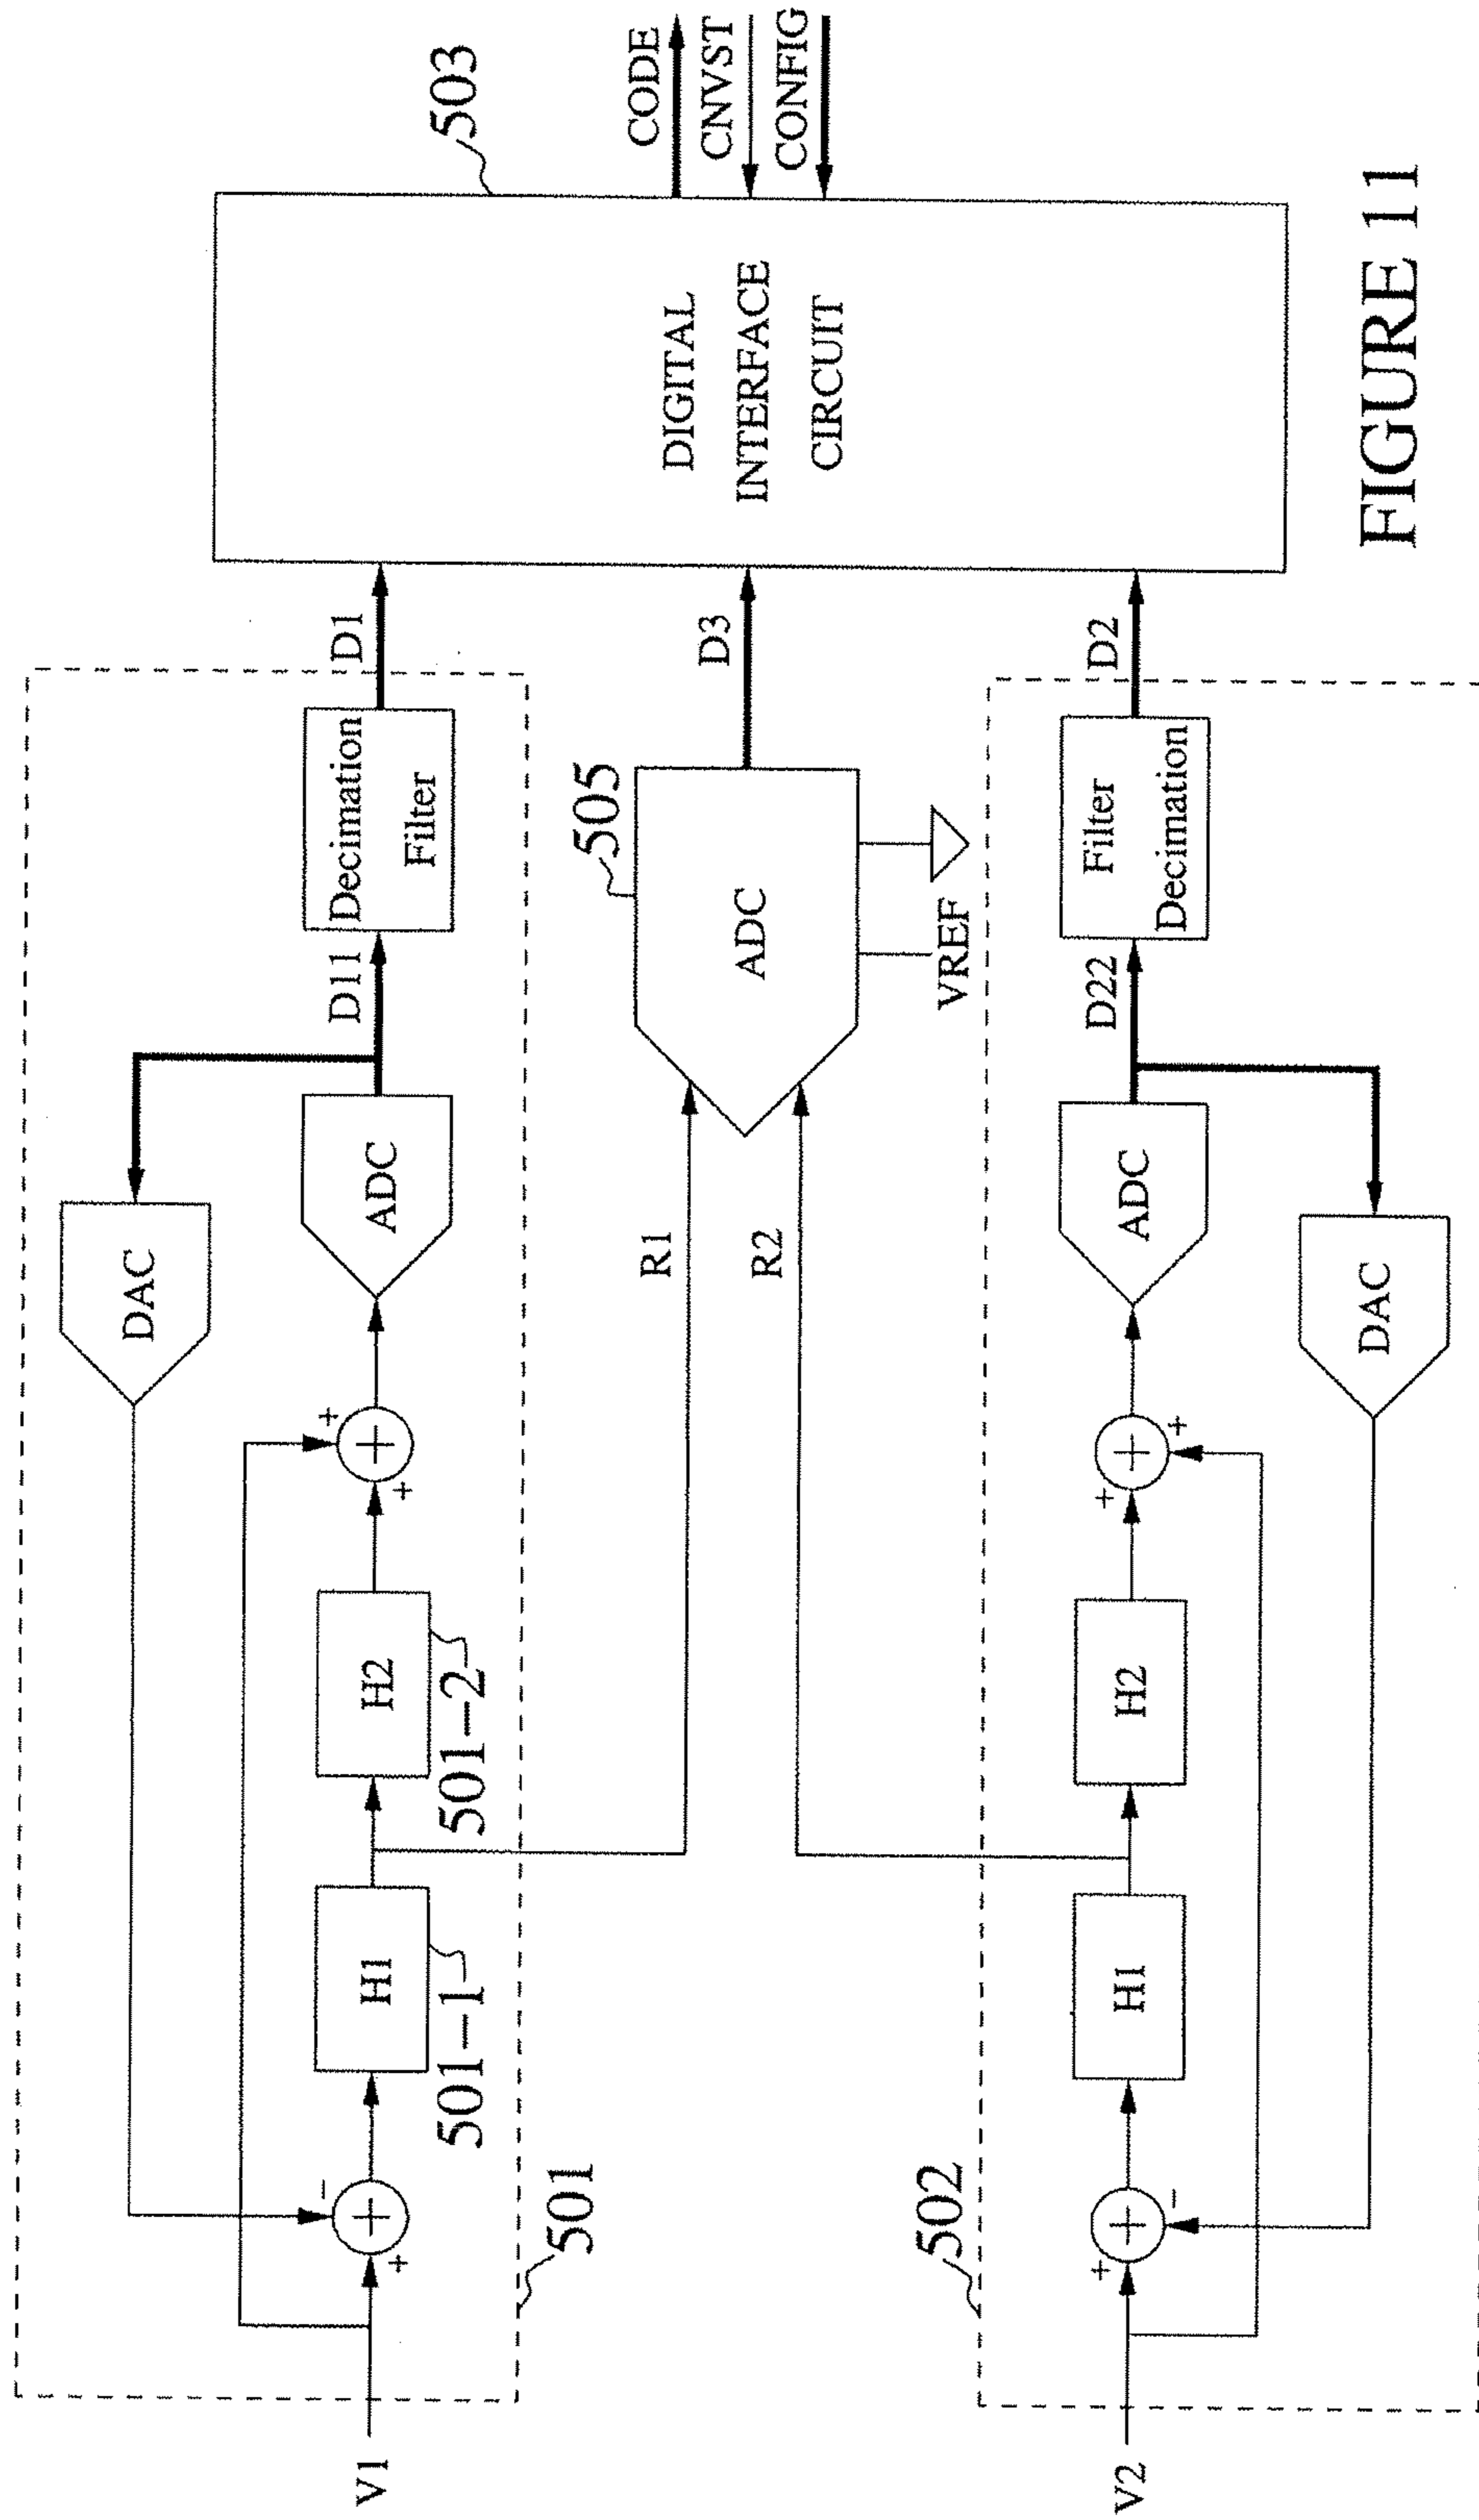 DAC
D11
D1
Decimation
Filter
V1
+
-
+
H1
H2
+
+
+
ADC
501-1
501-2
501
503
DIGITAL
INTERFACE
CIRCUIT
CODE
CNVST
CONFIG
R1
R2
505
ADC
VREF
D3
502
V2
+
-
+
H1
H2
+
+
+
ADC
D22
D2
Filter
Decimation
DAC
FIGURE 11